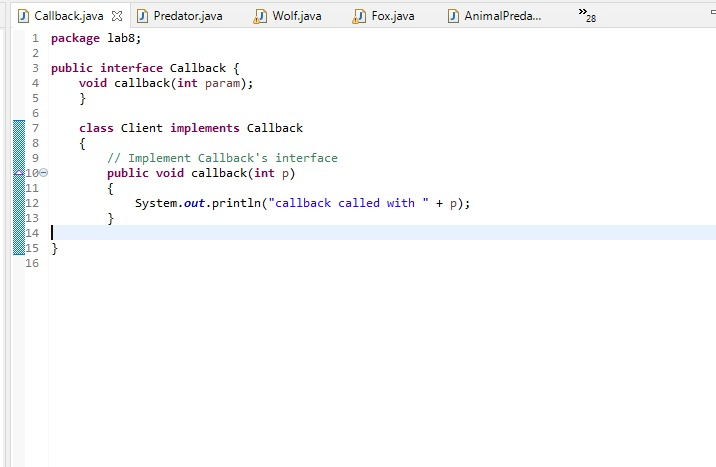 Callback.java Predator.java Wolf.java Fox.java AnimalPreda... »28
1 package lab8;
2
3 public interface Callback {
4     void callback(int param);
5     }
6
7     class Client implements Callback
8     {
9         // Implement Callback's interface
10         public void callback(int p)
11         {
12             System.out.println("callback called with " + p);
13         }
14
15 }
16